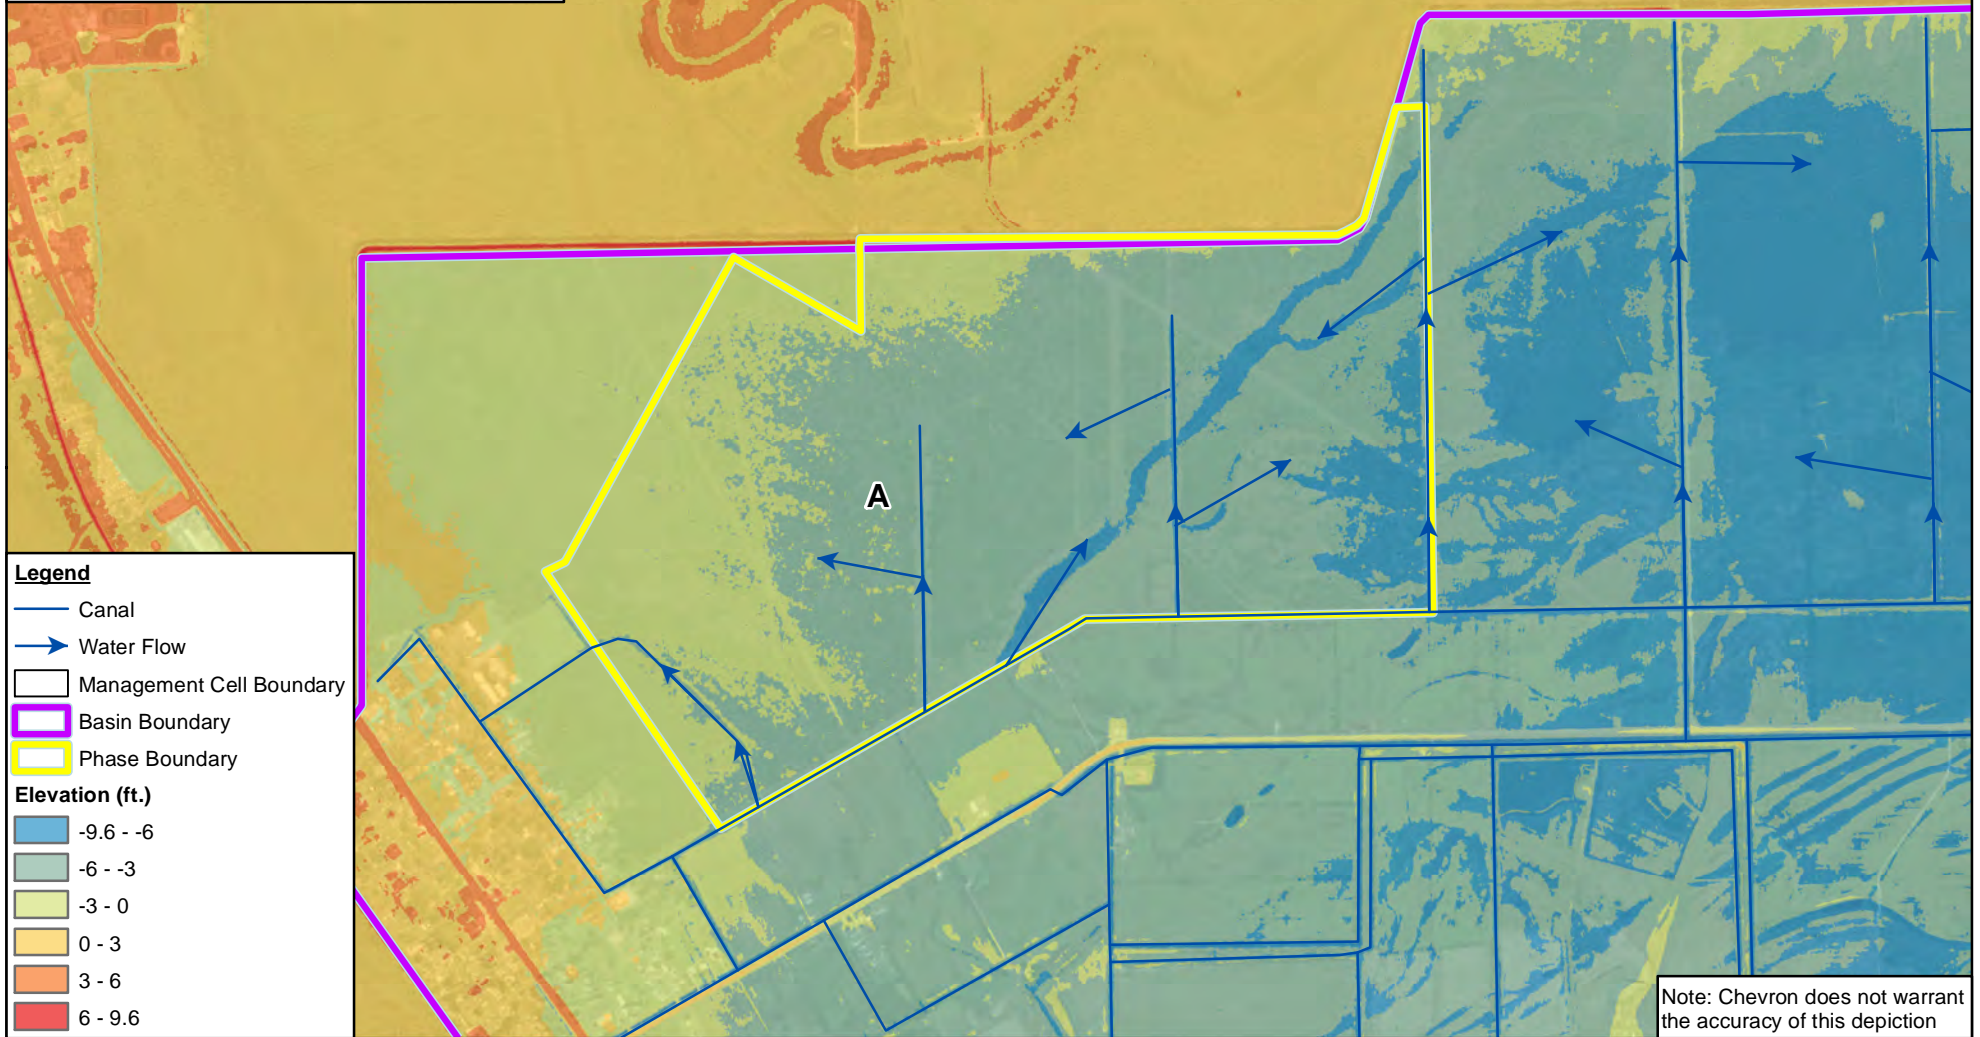 A
Legend
Canal
Water Flow
Management Cell Boundary
Basin Boundary
Phase Boundary
Elevation (ft.)
-9.6 - -6
-6 - -3
-3 - 0
0 - 3
3 - 6
6 - 9.6
Note: Chevron does not warrant
the accuracy of this depiction